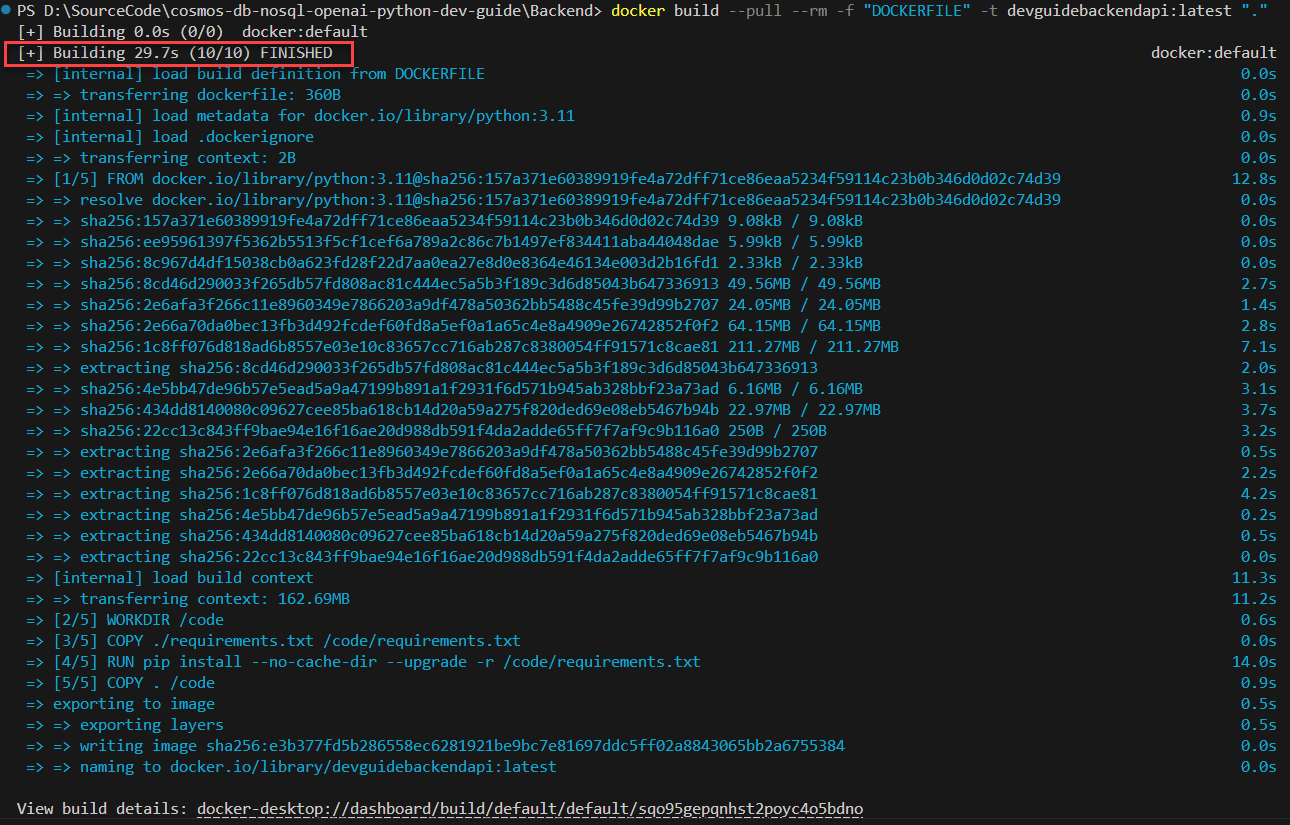 PS D:\SourceCode\cosmos-db-nosql-openai-python-dev-guide\Backend> docker build --pull --rm -f "DOCKERFILE" -t devguidebackendapi:latest "."
[+] Building 0.0s (0/0)  docker:default
[+] Building 29.7s (10/10) FINISHED docker:default
=> [internal] load build definition from DOCKERFILE 0.0s
=> => transferring dockerfile: 360B 0.0s
=> [internal] load metadata for docker.io/library/python:3.11 0.9s
=> [internal] load .dockerignore 0.0s
=> => transferring context: 2B 0.0s
=> [1/5] FROM docker.io/library/python:3.11@sha256:157a371e60389919fe4a72dff71ce86eaa5234f59114c23b0b346d0d02c74d39 12.8s
=> => resolve docker.io/library/python:3.11@sha256:157a371e60389919fe4a72dff71ce86eaa5234f59114c23b0b346d0d02c74d39 0.0s
=> => sha256:157a371e60389919fe4a72dff71ce86eaa5234f59114c23b0b346d0d02c74d39 9.08kB / 9.08kB 0.0s
=> => sha256:ee95961397f5362b5513f5cf1cef6a789a2c86c7b1497ef834411aba44048dae 5.99kB / 5.99kB 0.0s
=> => sha256:8c967d4df15038cb0a623fd28f22d7aa0ea27e8d0e8364e46134e003d2b16fd1 2.33kB / 2.33kB 0.0s
=> => sha256:8cd46d290033f265db57fd808ac81c444ec5a5b3f189c3d6d85043b647336913 49.56MB / 49.56MB 2.7s
=> => sha256:2e6afa3f266c11e8960349e7866203a9df478a50362bb5488c45fe39d99b2707 24.05MB / 24.05MB 1.4s
=> => sha256:2e66a70da0bec13fb3d492fcdef60fd8a5ef0a1a65c4e8a4909e26742852f0f2 64.15MB / 64.15MB 2.8s
=> => sha256:1c8ff076d818ad6b8557e03e10c83657cc716ab287c8380054ff91571c8cae81 211.27MB / 211.27MB 7.1s
=> => extracting sha256:8cd46d290033f265db57fd808ac81c444ec5a5b3f189c3d6d85043b647336913 2.0s
=> => sha256:4e5bb47de96b57e5ead5a9a47199b891a1f2931f6d571b945ab328bbf23a73ad 6.16MB / 6.16MB 3.1s
=> => sha256:434dd8140080c09627cee85ba618cb14d20a59a275f820ded69e08eb5467b94b 22.97MB / 22.97MB 3.7s
=> => sha256:22cc13c843ff9bae94e16f16ae20d988db591f4da2adde65ff7f7af9c9b116a0 250B / 250B 3.2s
=> => extracting sha256:2e6afa3f266c11e8960349e7866203a9df478a50362bb5488c45fe39d99b2707 0.5s
=> => extracting sha256:2e66a70da0bec13fb3d492fcdef60fd8a5ef0a1a65c4e8a4909e26742852f0f2 2.2s
=> => extracting sha256:1c8ff076d818ad6b8557e03e10c83657cc716ab287c8380054ff91571c8cae81 4.2s
=> => extracting sha256:4e5bb47de96b57e5ead5a9a47199b891a1f2931f6d571b945ab328bbf23a73ad 0.2s
=> => extracting sha256:434dd8140080c09627cee85ba618cb14d20a59a275f820ded69e08eb5467b94b 0.5s
=> => extracting sha256:22cc13c843ff9bae94e16f16ae20d988db591f4da2adde65ff7f7af9c9b116a0 0.0s
=> [internal] load build context 11.3s
=> => transferring context: 162.69MB 11.2s
=> [2/5] WORKDIR /code 0.6s
=> [3/5] COPY ./requirements.txt /code/requirements.txt 0.0s
=> [4/5] RUN pip install --no-cache-dir --upgrade -r /code/requirements.txt 14.0s
=> [5/5] COPY . /code 0.9s
=> exporting to image 0.5s
=> => exporting layers 0.5s
=> => writing image sha256:e3b377fd5b286558ec6281921be9bc7e81697ddc5ff02a8843065bb2a6755384 0.0s
=> => naming to docker.io/library/devguidebackendapi:latest 0.0s
View build details: docker-desktop://dashboard/build/default/default/sqo95gepqnhst2poyc4o5bdno